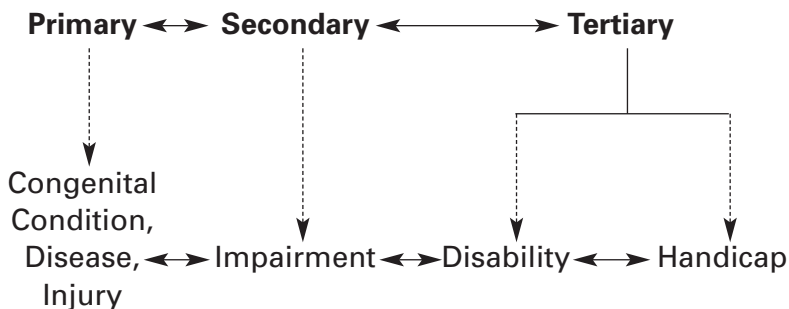 Primary Secondary Tertiary
Congenital
Condition,
Disease, Impairment Disability Handicap
Injury